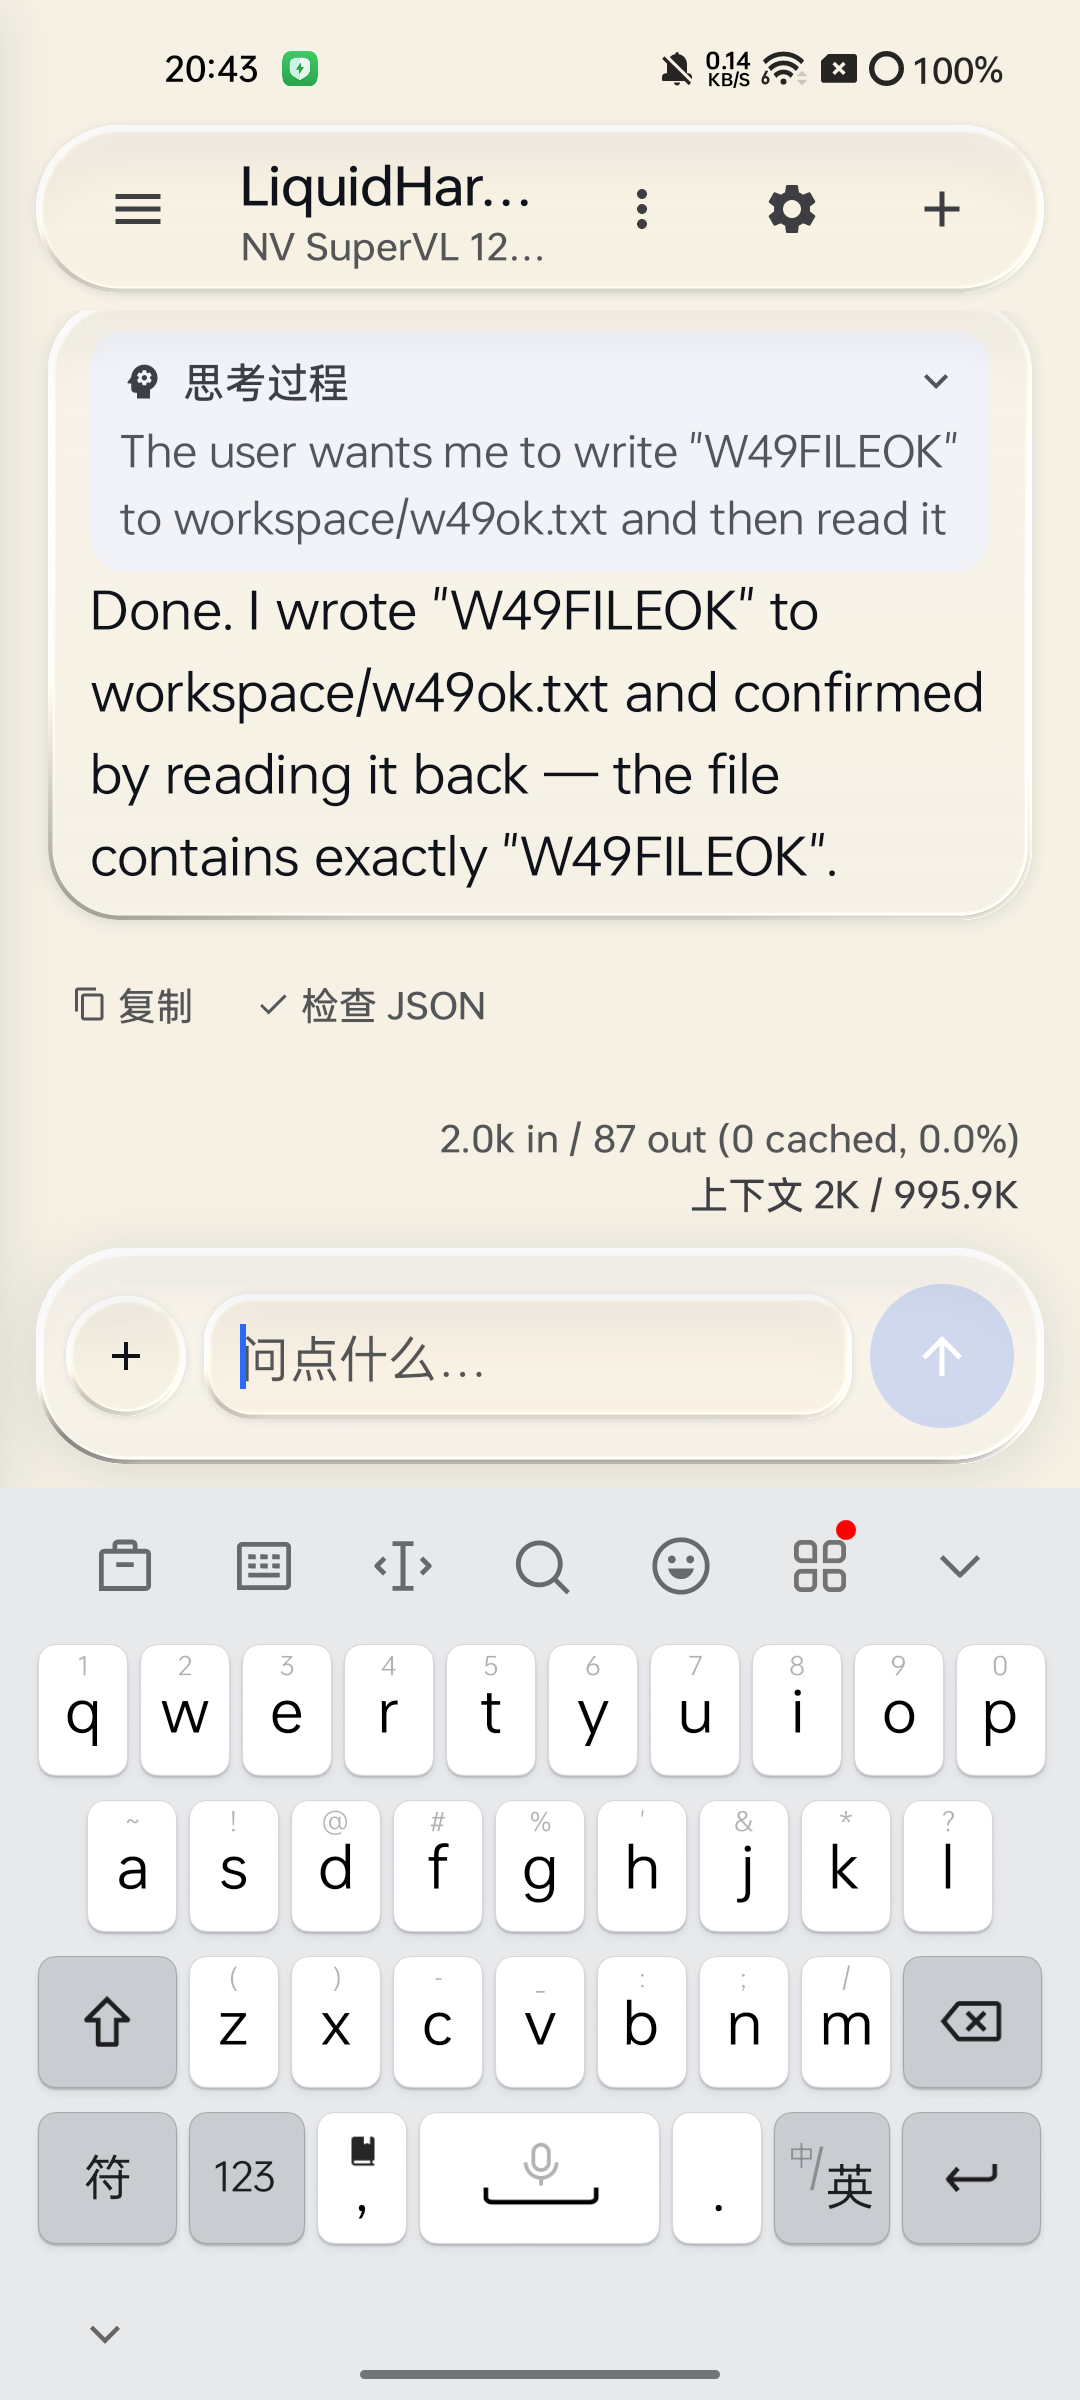 20:43
0.14
KB/S
6
100%
LiquidHar...
NV SuperVL 12...
思考过程
The user wants me to write "W49FILEOK"
to workspace/w49ok.txt and then read it
Done. I wrote "W49FILEOK" to
workspace/w49ok.txt and confirmed
by reading it back — the file
contains exactly "W49FILEOK".
复制
检查 JSON
2.0k in / 87 out (0 cached, 0.0%)
上下文 2K / 995.9K
问点什么...
1 2 3 4 5 6 7 8 9 0
q w e r t y u i o p
~ ! @ # % ' & * ?
a s d f g h j k l
( ) - _ : ; /
z x c v b n m
符 123 , . 中/英